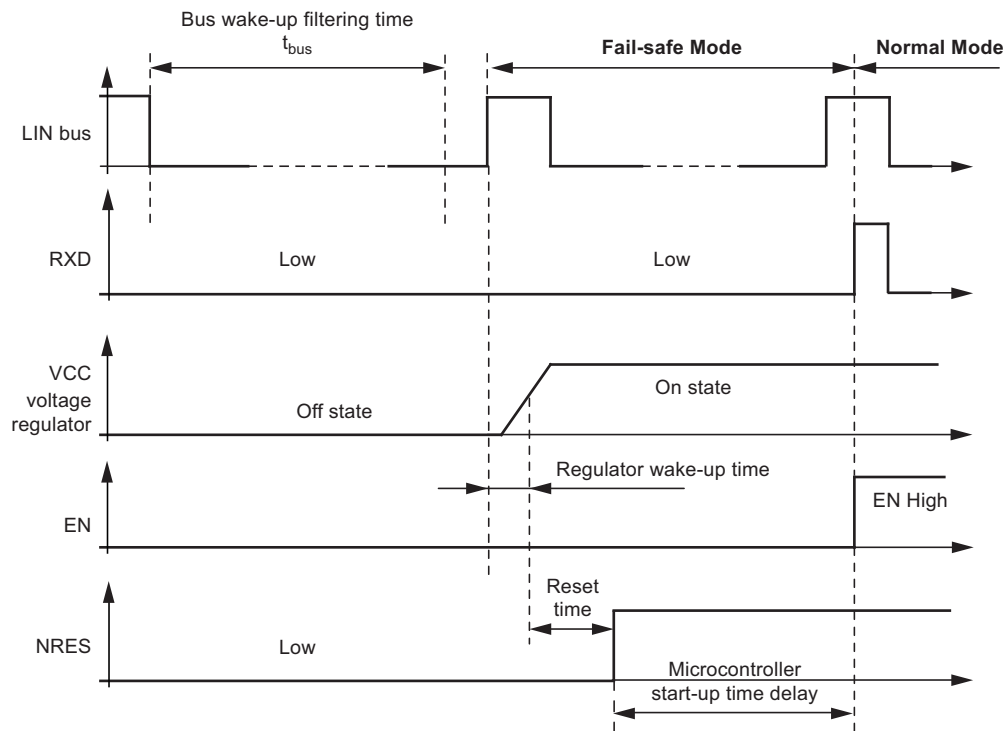 Bus wake-up filtering time
t_bus
Fail-safe Mode
Normal Mode
LIN bus
RXD
Low
Low
VCC
voltage
regulator
Off state
On state
Regulator wake-up time
EN
EN High
Reset
time
NRES
Low
Microcontroller
start-up time delay